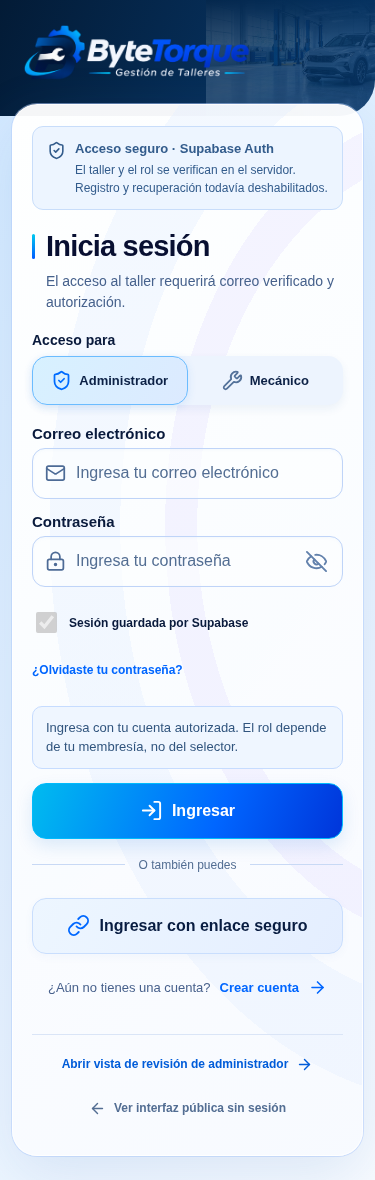 ByteTorque
Gestión de Talleres
Acceso seguro · Supabase Auth
El taller y el rol se verifican en el servidor.
Registro y recuperación todavía deshabilitados.
Inicia sesión
El acceso al taller requerirá correo verificado y
autorización.
Acceso para
Administrador
Mecánico
Correo electrónico
Ingresa tu correo electrónico
Contraseña
Ingresa tu contraseña
Sesión guardada por Supabase
¿Olvidaste tu contraseña?
Ingresa con tu cuenta autorizada. El rol depende
de tu membresía, no del selector.
Ingresar
O también puedes
Ingresar con enlace seguro
¿Aún no tienes una cuenta? Crear cuenta
Abrir vista de revisión de administrador
Ver interfaz pública sin sesión